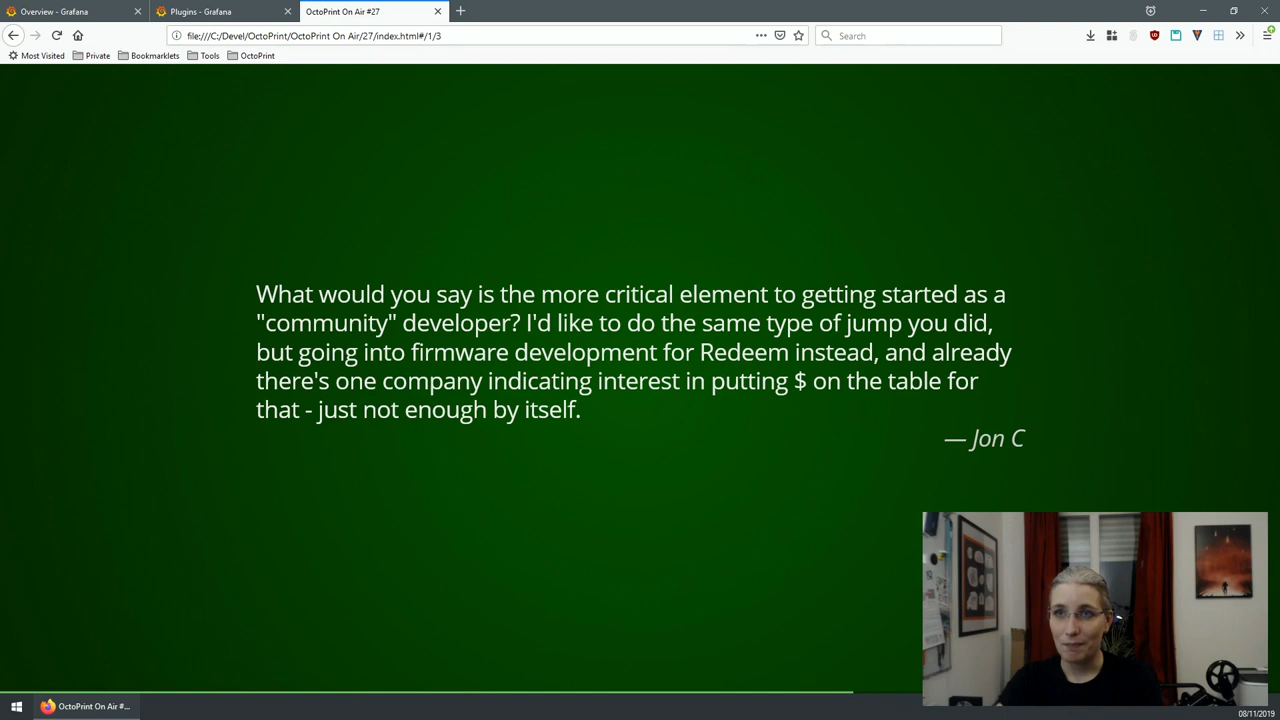 Overview - Grafana
Plugins - Grafana
OctoPrint On Air #27
file:///C:/Devel/OctoPrint/OctoPrint On Air/27/index.html#/1/3
Search
Most Visited
Private
Bookmarklets
Tools
OctoPrint
What would you say is the more critical element to getting started as a
"community" developer? I'd like to do the same type of jump you did,
but going into firmware development for Redeem instead, and already
there's one company indicating interest in putting $ on the table for
that - just not enough by itself.
— Jon C
OctoPrint On Air #...
08/11/2019